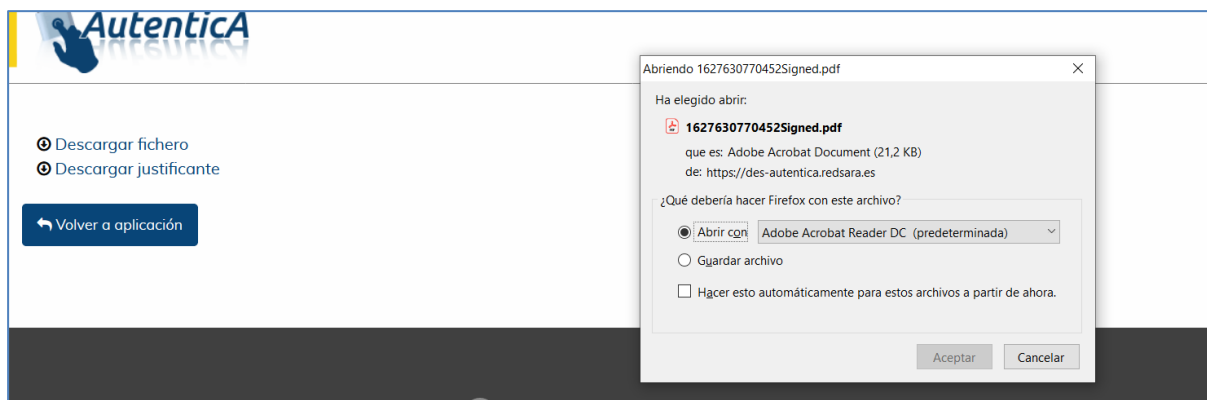 AutenticA
Descargar fichero
Descargar justificante
Volver a aplicación
Abriendo 1627630770452Signed.pdf
Ha elegido abrir:
1627630770452Signed.pdf
que es: Adobe Acrobat Document (21,2 KB)
de: https://des-autentica.redsara.es
¿Qué debería hacer Firefox con este archivo?
Abrir con Adobe Acrobat Reader DC (predeterminada)
Guardar archivo
Hacer esto automáticamente para estos archivos a partir de ahora.
Aceptar Cancelar